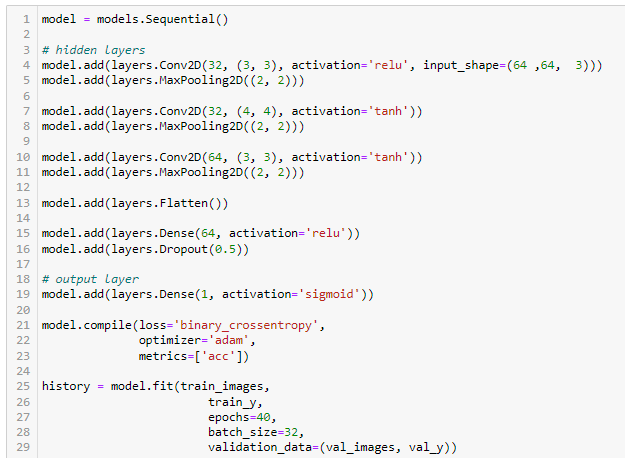 1 model = models.Sequential()
2
3 # hidden layers
4 model.add(layers.Conv2D(32, (3, 3), activation='relu', input_shape=(64 ,64,  3)))
5 model.add(layers.MaxPooling2D((2, 2)))
6
7 model.add(layers.Conv2D(32, (4, 4), activation='tanh'))
8 model.add(layers.MaxPooling2D((2, 2)))
9
10 model.add(layers.Conv2D(64, (3, 3), activation='tanh'))
11 model.add(layers.MaxPooling2D((2, 2)))
12
13 model.add(layers.Flatten())
14
15 model.add(layers.Dense(64, activation='relu'))
16 model.add(layers.Dropout(0.5))
17
18 # output layer
19 model.add(layers.Dense(1, activation='sigmoid'))
20
21 model.compile(loss='binary_crossentropy',
22              optimizer='adam',
23              metrics=['acc'])
24
25 history = model.fit(train_images,
26                     train_y,
27                     epochs=40,
28                     batch_size=32,
29                     validation_data=(val_images, val_y))